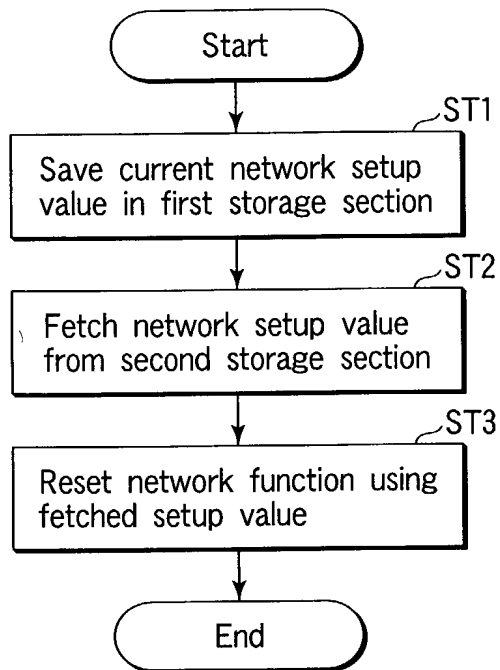 Start
ST1
Save current network setup
value in first storage section
ST2
Fetch network setup value
from second storage section
ST3
Reset network function using
fetched setup value
End